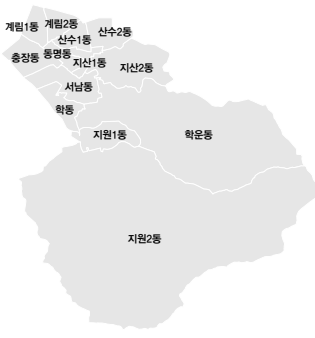 계림1동
계림2동
산수1동
산수2동
충장동
동명동
지산1동
지산2동
서남동
학동
지원1동
학운동
지원2동